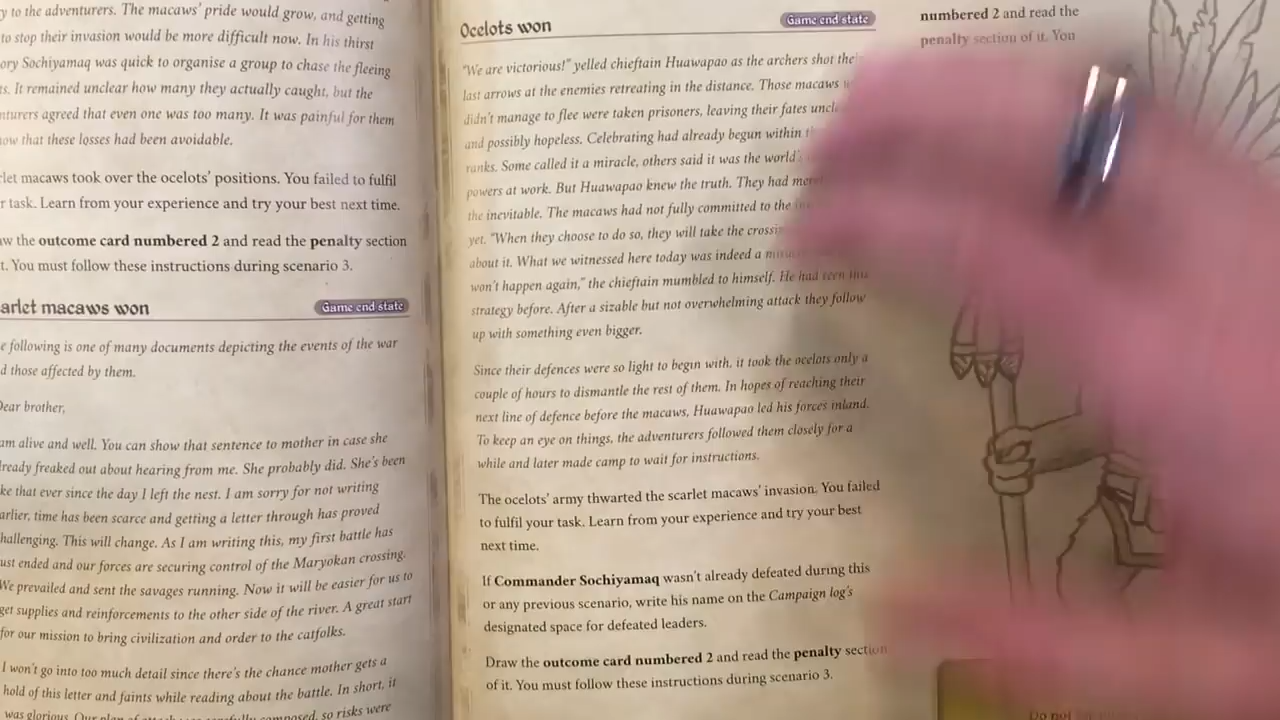 y to the adventurers. The macaws' pride would grow, and getting
to stop their invasion would be more difficult now. In his thirst
ory Sochiyamaq was quick to organise a group to chase the fleeing
s. It remained unclear how many they actually caught, but the
nturers agreed that even one was too many. It was painful for them
ow that these losses had been avoidable.
rlet macaws took over the ocelots' positions. You failed to fulfil
r task. Learn from your experience and try your best next time.
aw the outcome card numbered 2 and read the penalty section
t. You must follow these instructions during scenario 3.
arlet macaws won
Game end state
e following is one of many documents depicting the events of the war
d those affected by them.
Dear brother,
am alive and well. You can show that sentence to mother in case she
lready freaked out about hearing from me. She probably did. She's been
ke that ever since the day I left the nest. I am sorry for not writing
arlier, time has been scarce and getting a letter through has proved
hallenging. This will change. As I am writing this, my first battle has
ust ended and our forces are securing control of the Maryokan crossing.
We prevailed and sent the savages running. Now it will be easier for us to
get supplies and reinforcements to the other side of the river. A great start
for our mission to bring civilization and order to the catfolks.
I won't go into too much detail since there's the chance mother gets a
hold of this letter and faints while reading about the battle. In short, it
was glorious. Our plan of attack was carefully composed, so risks were
Ocelots won
Game end state
"We are victorious!" yelled chieftain Huawapao as the archers shot their
last arrows at the enemies retreating in the distance. Those macaws
didn't manage to flee were taken prisoners, leaving their fates uncl
and possibly hopeless. Celebrating had already begun within
ranks. Some called it a miracle, others said it was the world's
powers at work. But Huawapao knew the truth. They had mer
the inevitable. The macaws had not fully committed to the
yet. "When they choose to do so, they will take the crossi
about it. What we witnessed here today was indeed a
won't happen again," the chieftain mumbled to himself. He had seen this
strategy before. After a sizable but not overwhelming attack they follow
up with something even bigger.
Since their defences were so light to begin with, it took the ocelots only a
couple of hours to dismantle the rest of them. In hopes of reaching their
next line of defence before the macaws, Huawapao led his forces inland.
To keep an eye on things, the adventurers followed them closely for a
while and later made camp to wait for instructions.
The ocelots' army thwarted the scarlet macaws' invasion. You failed
to fulfil your task. Learn from your experience and try your best
next time.
If Commander Sochiyamaq wasn't already defeated during this
or any previous scenario, write his name on the Campaign log's
designated space for defeated leaders.
Draw the outcome card numbered 2 and read the penalty section
of it. You must follow these instructions during scenario 3.
numbered 2 and read the
penalty section of it. You
Do not